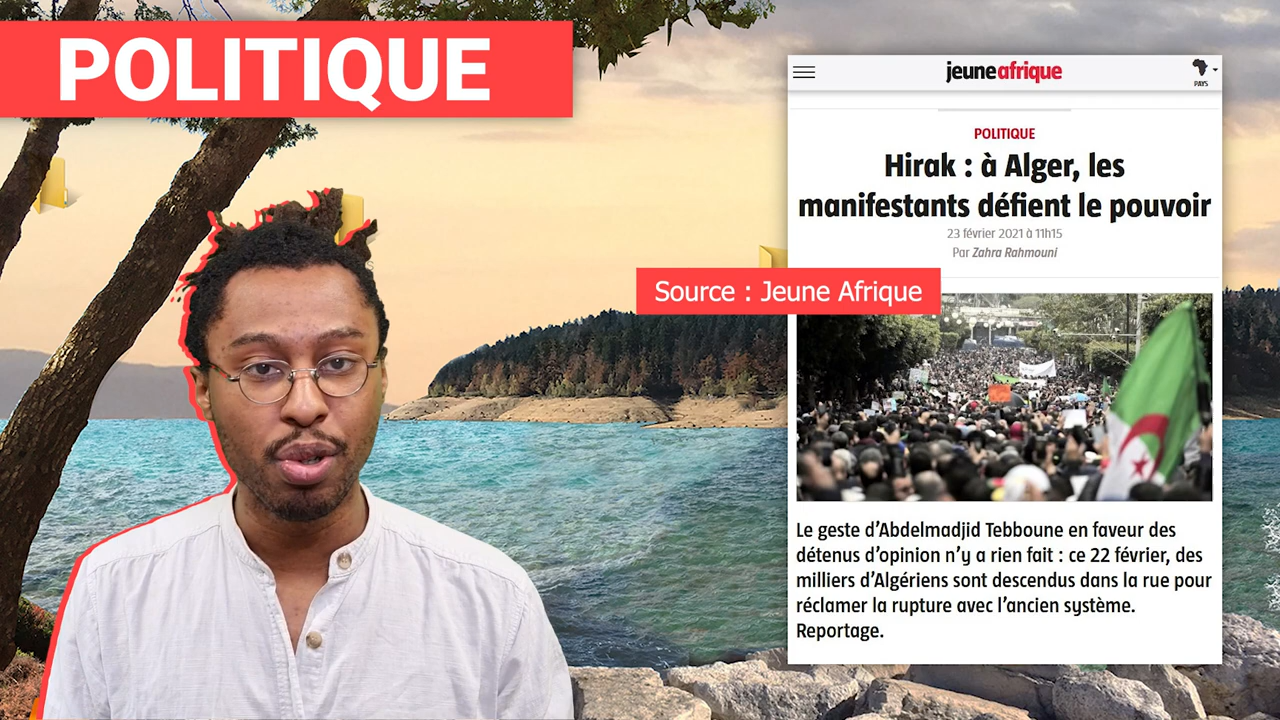 POLITIQUE
jeuneafrique
PAYS
POLITIQUE
Hirak : à Alger, les
manifestants défient le pouvoir
23 février 2021 à 11h15
Par Zahra Rahmouni
Source : Jeune Afrique
Le geste d’Abdelmadjid Tebboune en faveur des
détenus d’opinion n’y a rien fait : ce 22 février, des
milliers d’Algériens sont descendus dans la rue pour
réclamer la rupture avec l’ancien système.
Reportage.